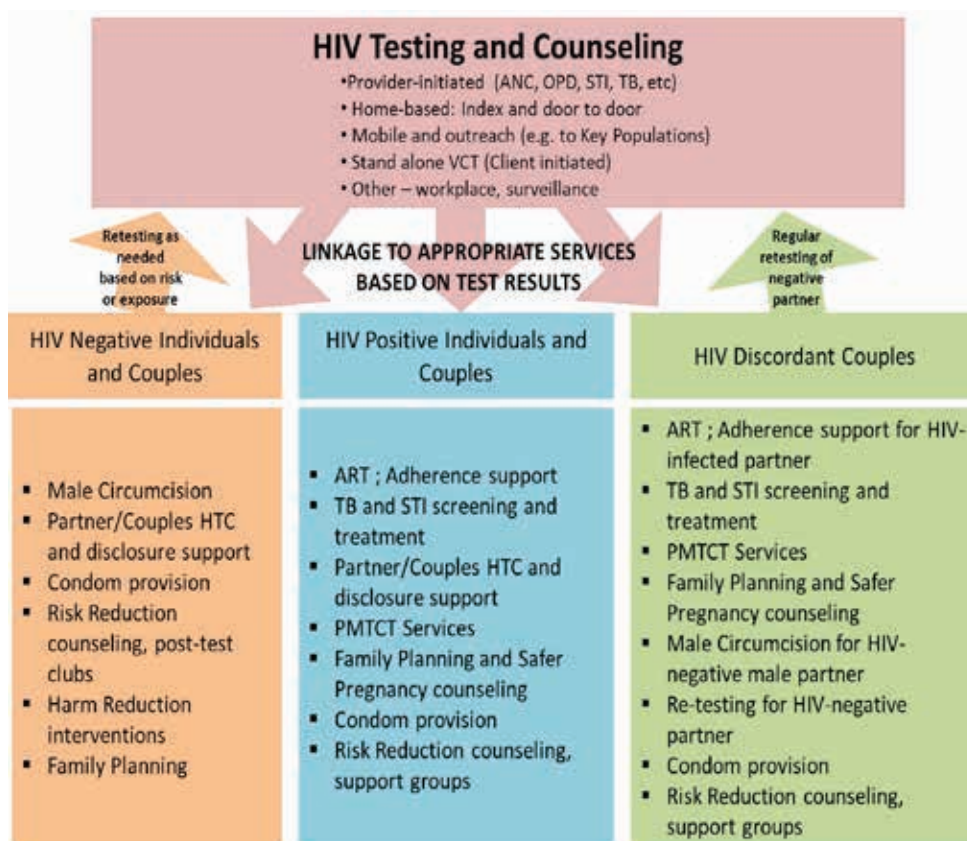 HIV Testing and Counseling
•Provider-initiated (ANC, OPD, STI, TB, etc)
•Home-based: Index and door to door
•Mobile and outreach (e.g. to Key Populations)
•Stand alone VCT (Client initiated)
•Other – workplace, surveillance
Retesting as
needed
based on risk
or exposure
LINKAGE TO APPROPRIATE SERVICES
BASED ON TEST RESULTS
Regular
retesting of
negative
partner
HIV Negative Individuals
and Couples
▪ Male Circumcision
▪ Partner/Couples HTC
and disclosure support
▪ Condom provision
▪ Risk Reduction
counseling, post-test
clubs
▪ Harm Reduction
interventions
▪ Family Planning
HIV Positive Individuals and
Couples
▪ ART ; Adherence support
▪ TB and STI screening and
treatment
▪ Partner/Couples HTC and
disclosure support
▪ PMTCT Services
▪ Family Planning and Safer
Pregnancy counseling
▪ Condom provision
▪ Risk Reduction counseling,
support groups
HIV Discordant Couples
▪ ART ; Adherence support for HIV-
infected partner
▪ TB and STI screening and
treatment
▪ PMTCT Services
▪ Family Planning and Safer
Pregnancy counseling
▪ Male Circumcision for HIV-
negative male partner
▪ Re-testing for HIV-negative
partner
▪ Condom provision
▪ Risk Reduction counseling,
support groups